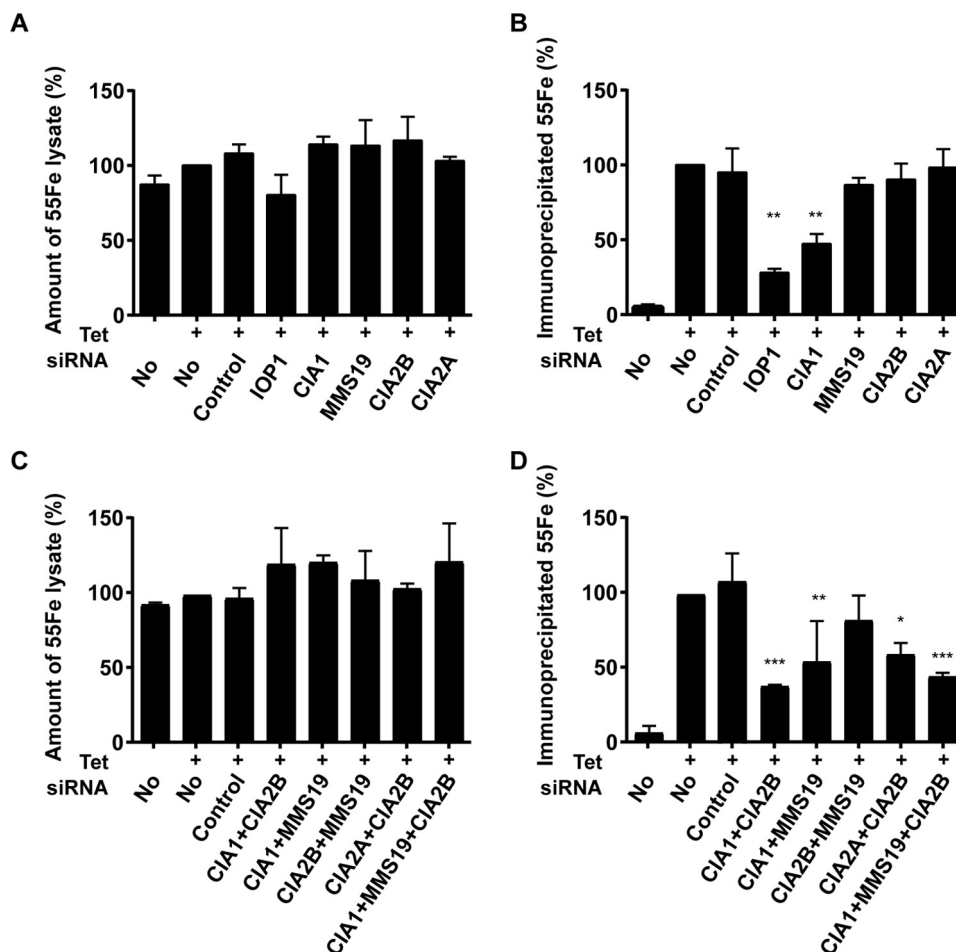 A
Amount of 55Fe lysate (%)
150
100
50
0
Tet + + + + + + +
siRNA
No
No
Control
IOP1
CIA1
MMS19
CIA2B
CIA2A
B
Immunoprecipitated 55Fe (%)
150
100
50
0
** **
Tet + + + + + + +
siRNA
No
No
Control
IOP1
CIA1
MMS19
CIA2B
CIA2A
C
Amount of 55Fe lysate (%)
150
100
50
0
Tet + + + + + + +
siRNA
No
No
Control
CIA1+CIA2B
CIA1+MMS19
CIA2B+MMS19
CIA2A+CIA2B
CIA1+MMS19+CIA2B
D
Immunoprecipitated 55Fe (%)
150
100
50
0
*** ** * ***
Tet + + + + + + +
siRNA
No
No
Control
CIA1+CIA2B
CIA1+MMS19
CIA2B+MMS19
CIA2A+CIA2B
CIA1+MMS19+CIA2B